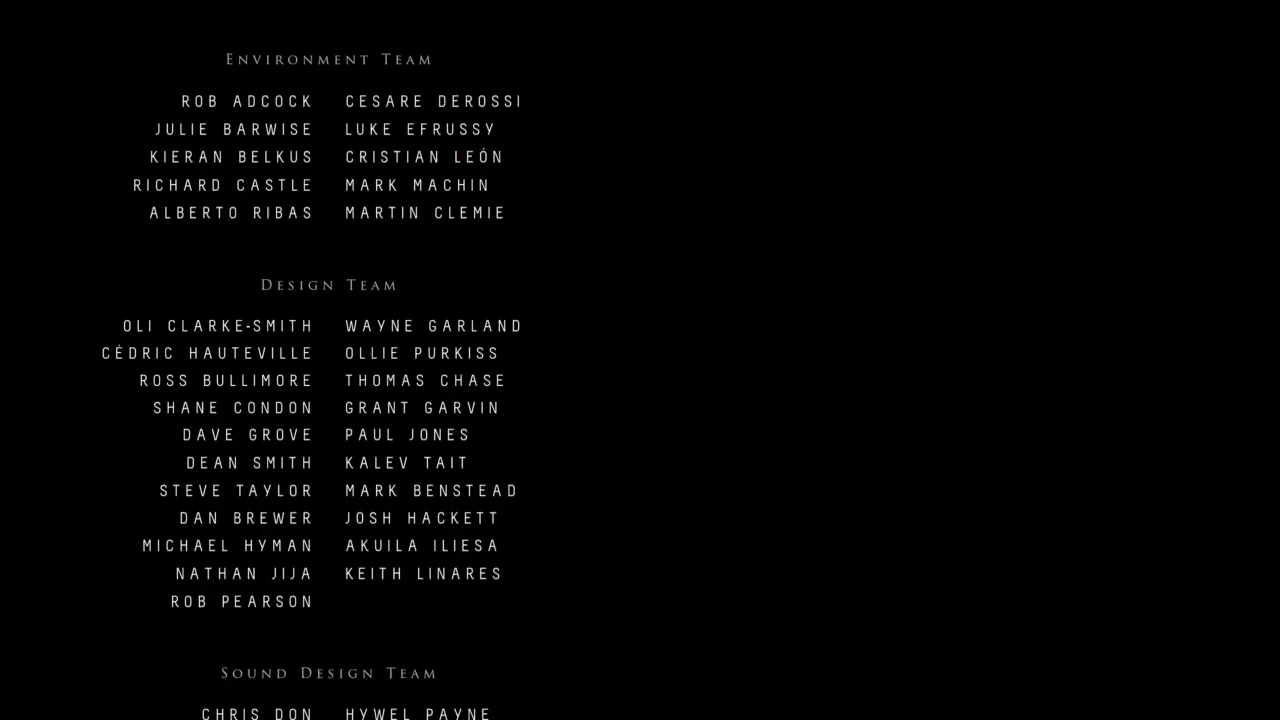 ENVIRONMENT TEAM
ROB ADCOCK CESARE DEROSSI
JULIE BARWISE LUKE EFRUSSY
KIERAN BELKUS CRISTIAN LEÓN
RICHARD CASTLE MARK MACHIN
ALBERTO RIBAS MARTIN CLEMIE
DESIGN TEAM
OLI CLARKE-SMITH WAYNE GARLAND
CÉDRIC HAUTEVILLE OLLIE PURKISS
ROSS BULLIMORE THOMAS CHASE
SHANE CONDON GRANT GARVIN
DAVE GROVE PAUL JONES
DEAN SMITH KALEV TAIT
STEVE TAYLOR MARK BENSTEAD
DAN BREWER JOSH HACKETT
MICHAEL HYMAN AKUILA ILIESA
NATHAN JIJA KEITH LINARES
ROB PEARSON
SOUND DESIGN TEAM
CHRIS DON HYWEL PAYNE